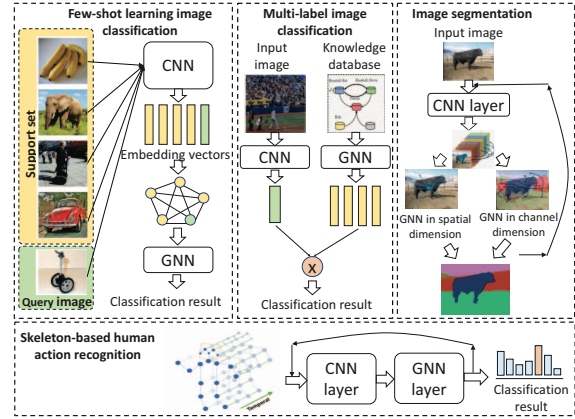 Few-shot learning image
classification
Support set
CNN
Embedding vectors
GNN
Query image
Classification result
Multi-label image
classification
Input
image
Knowledge
database
CNN
GNN
X
Classification result
Image segmentation
Input image
CNN layer
GNN in spatial
dimension
GNN in channel
dimension
Skeleton-based human
action recognition
Temporal
CNN
layer
GNN
layer
Classification
result